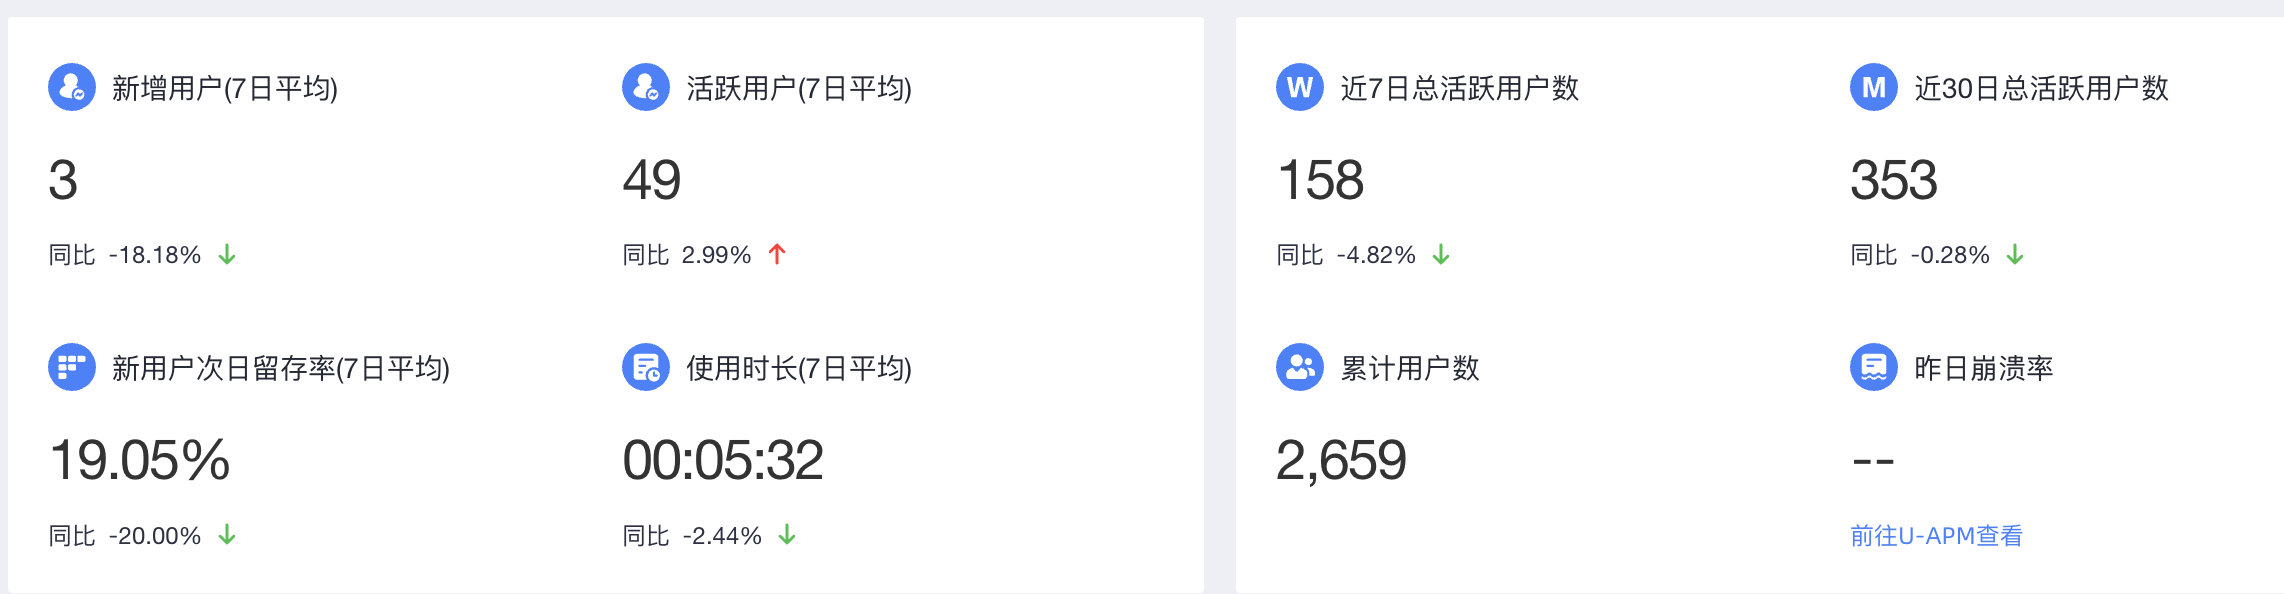 新增用户(7日平均)
活跃用户(7日平均)
3
49
同比 -18.18% ↓
同比 2.99% ↑
新用户次日留存率(7日平均)
使用时长(7日平均)
19.05%
00:05:32
同比 -20.00% ↓
同比 -2.44% ↓
W 近7日总活跃用户数
M 近30日总活跃用户数
158
353
同比 -4.82% ↓
同比 -0.28% ↓
累计用户数
昨日崩溃率
2,659
--
前往U-APM查看